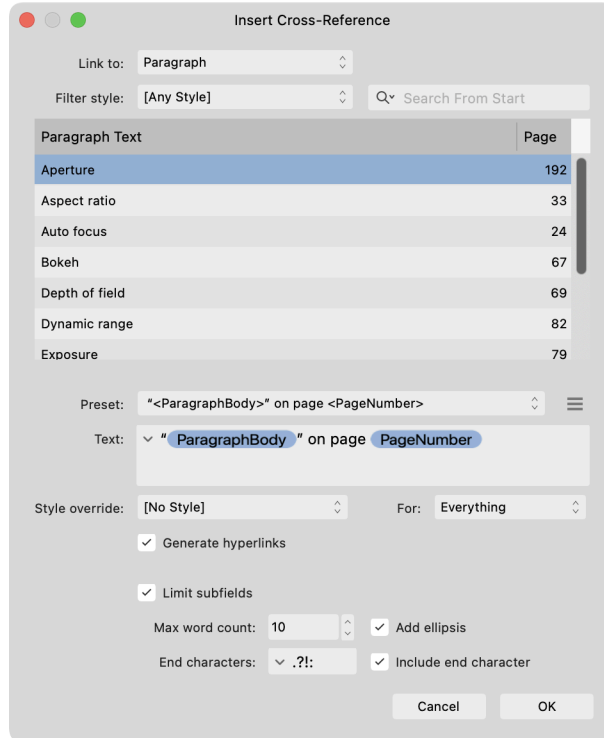 Insert Cross-Reference
Link to: Paragraph
Filter style: [Any Style] Search From Start
Paragraph Text Page
Aperture 192
Aspect ratio 33
Auto focus 24
Bokeh 67
Depth of field 69
Dynamic range 82
Exposure 79
Preset: “<ParagraphBody>” on page <PageNumber>
Text: “ ParagraphBody ” on page PageNumber
Style override: [No Style] For: Everything
Generate hyperlinks
Limit subfields
Max word count: 10 Add ellipsis
End characters: .?!: Include end character
Cancel OK